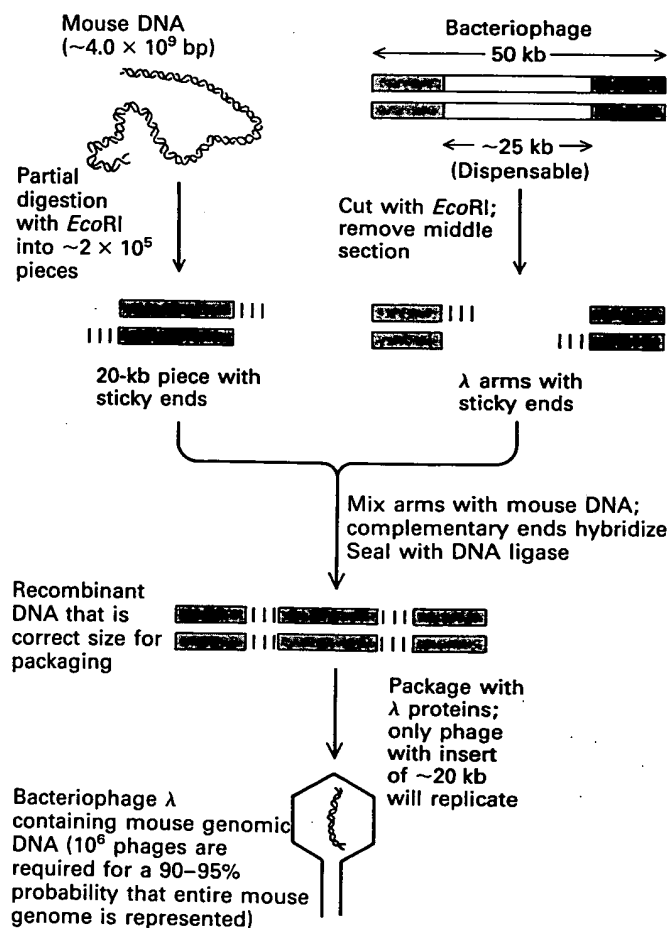 Mouse DNA
(~4.0 × 10⁹ bp)
Bacteriophage
50 kb
~25 kb
(Dispensable)
Partial
digestion
with EcoRI
into ~2 × 10⁵
pieces
Cut with EcoRI;
remove middle
section
20-kb piece with
sticky ends
λ arms with
sticky ends
Mix arms with mouse DNA;
complementary ends hybridize
Seal with DNA ligase
Recombinant
DNA that is
correct size for
packaging
Package with
λ proteins;
only phage
with insert
of ~20 kb
will replicate
Bacteriophage λ
containing mouse genomic
DNA (10⁶ phages are
required for a 90–95%
probability that entire mouse
genome is represented)